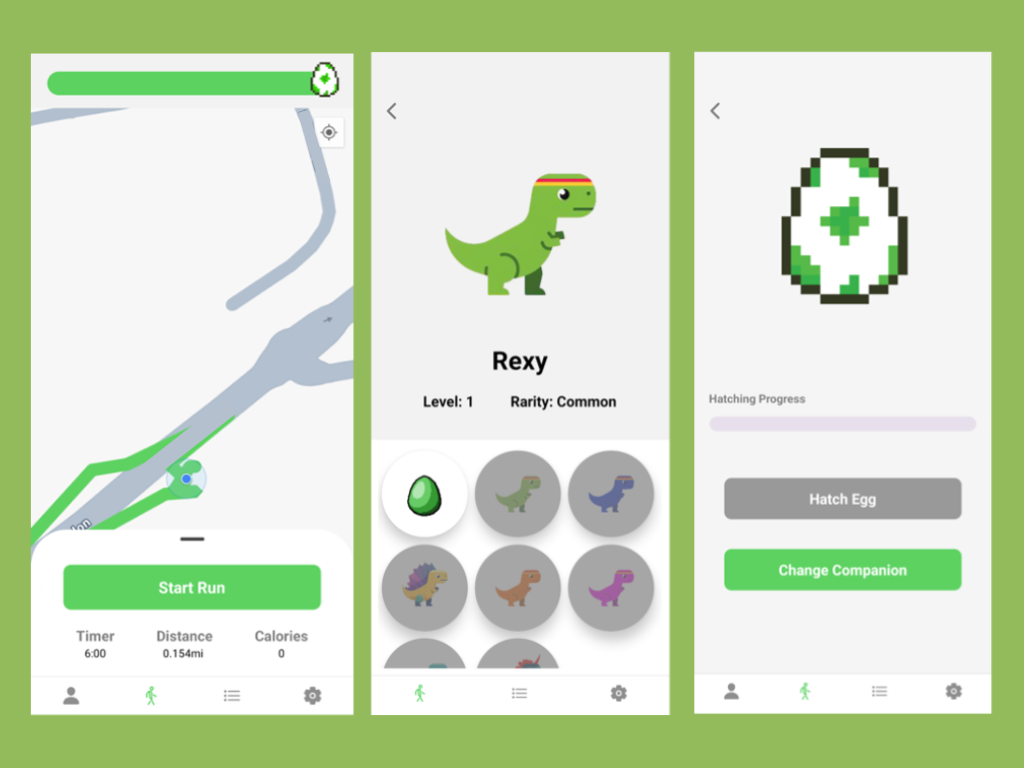 Start Run
Timer Distance Calories
6:00 0.154mi 0
Rexy
Level: 1 Rarity: Common
Hatching Progress
Hatch Egg
Change Companion